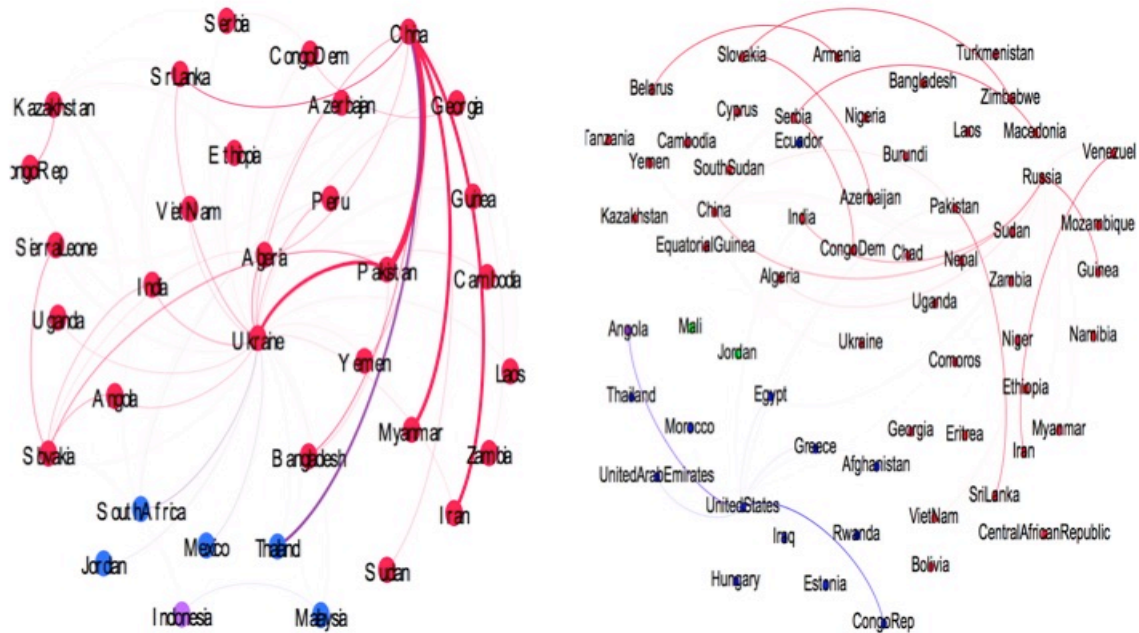 Serbia
China
CongoDem
SriLanka
Kazakhstan
Azerbaijan
Georgia
ongoRep
Ethiopia
Peru
Guinea
VietNam
SierraLeone
Algeria
Pakistan
Cambodia
India
Uganda
Ukraine
Yemen
Laos
Angola
Myanmar
Slovakia
Bangladesh
Zambia
SouthAfrica
Iran
Mexico
Thailand
Jordan
Sudan
Indonesia
Malaysia
Slovakia
Armenia
Turkmenistan
Belarus
Bangladesh
Zimbabwe
Cyprus
Serbia
Nigeria
Tanzania
Cambodia
Ecuador
Laos
Macedonia
Yemen
SouthSudan
Burundi
Venezuel
Russia
Kazakhstan
China
India
Azerbaijan
Pakistan
Mozambique
EquatorialGuinea
CongoDem
Chad
Sudan
Nepal
Algeria
Zambia
Guinea
Uganda
Angola
Mali
Jordan
Ukraine
Niger
Namibia
Comoros
Thailand
Egypt
Ethiopia
Morocco
Georgia
Eritrea
Myanmar
Greece
Iran
UnitedArabEmirates
Afghanistan
UnitedStates
SriLanka
VietNam
CentralAfricanRepublic
Iraq
Rwanda
Bolivia
Hungary
Estonia
CongoRep